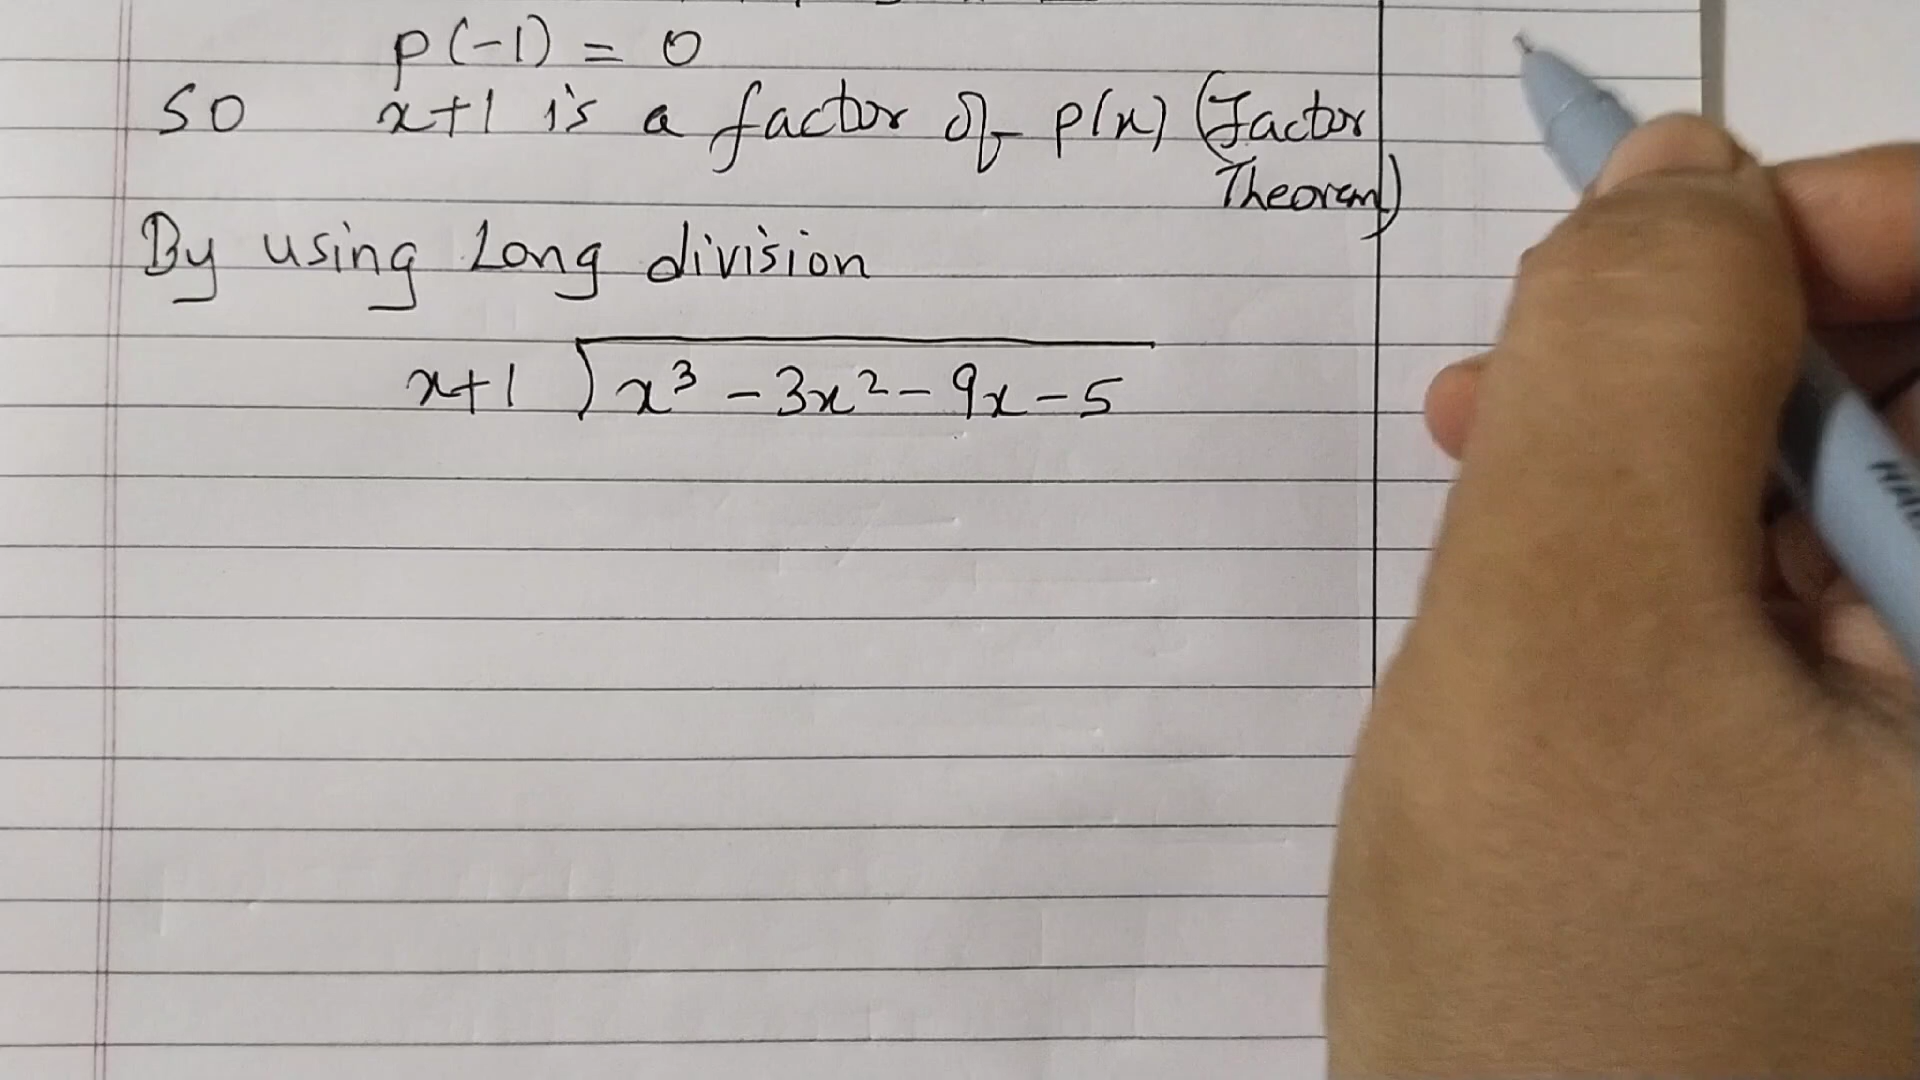 p(-1) = 0
So x+1 is a factor of p(x) (Factor
Theorem)
By using Long division
x+1 ) x³ - 3x² - 9x - 5